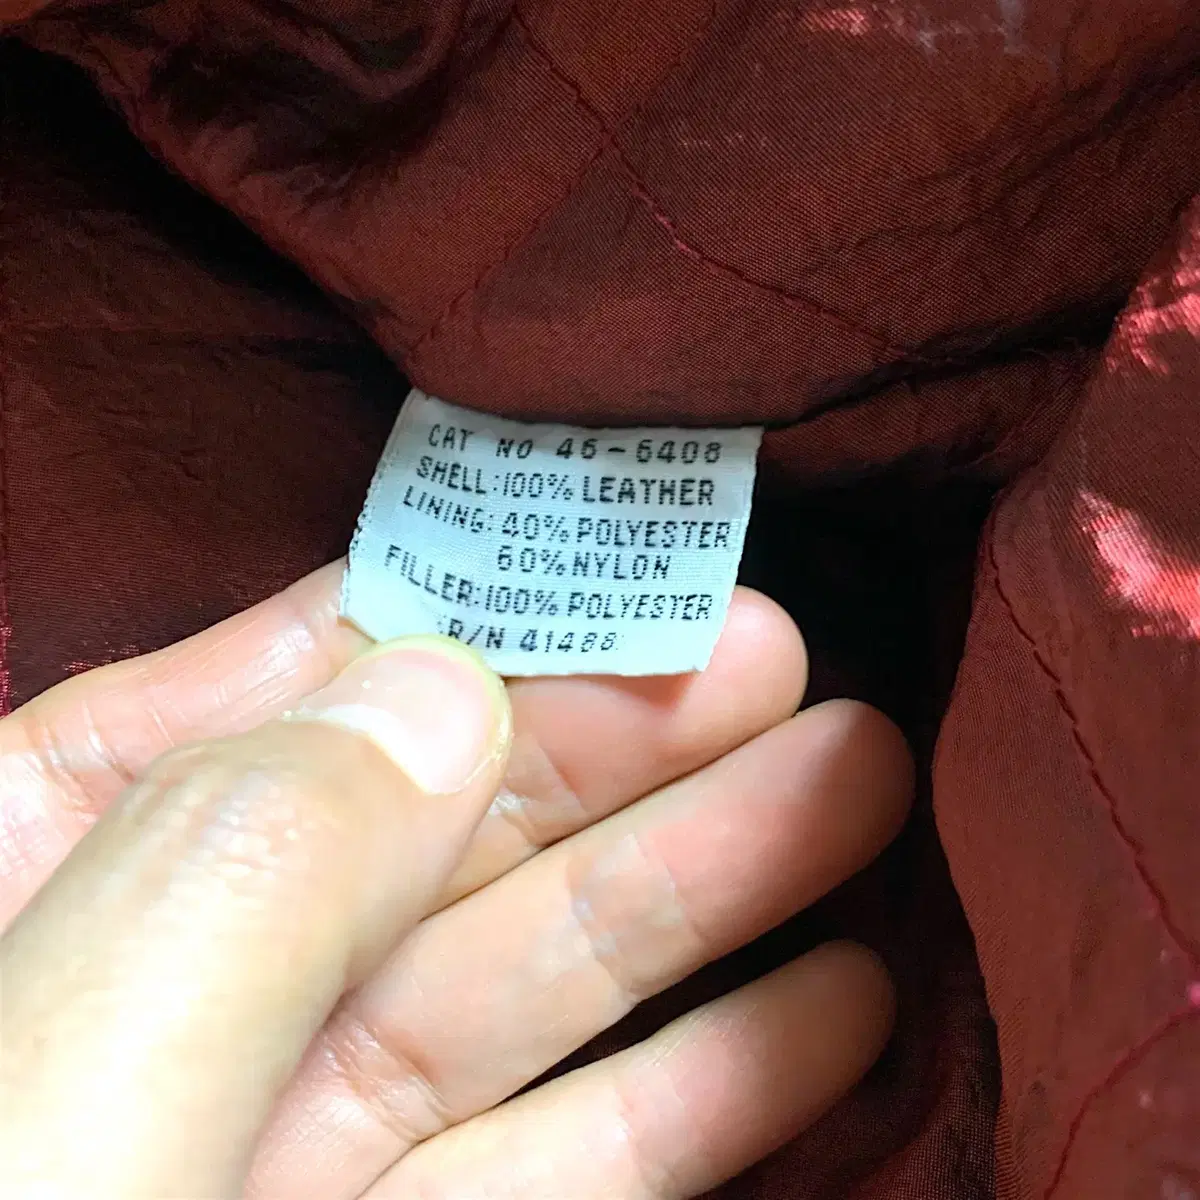 CAT NO 46-6408
SHELL:100% LEATHER
LINING: 40% POLYESTER
60% NYLON
FILLER:100% POLYESTER
R/N 41488